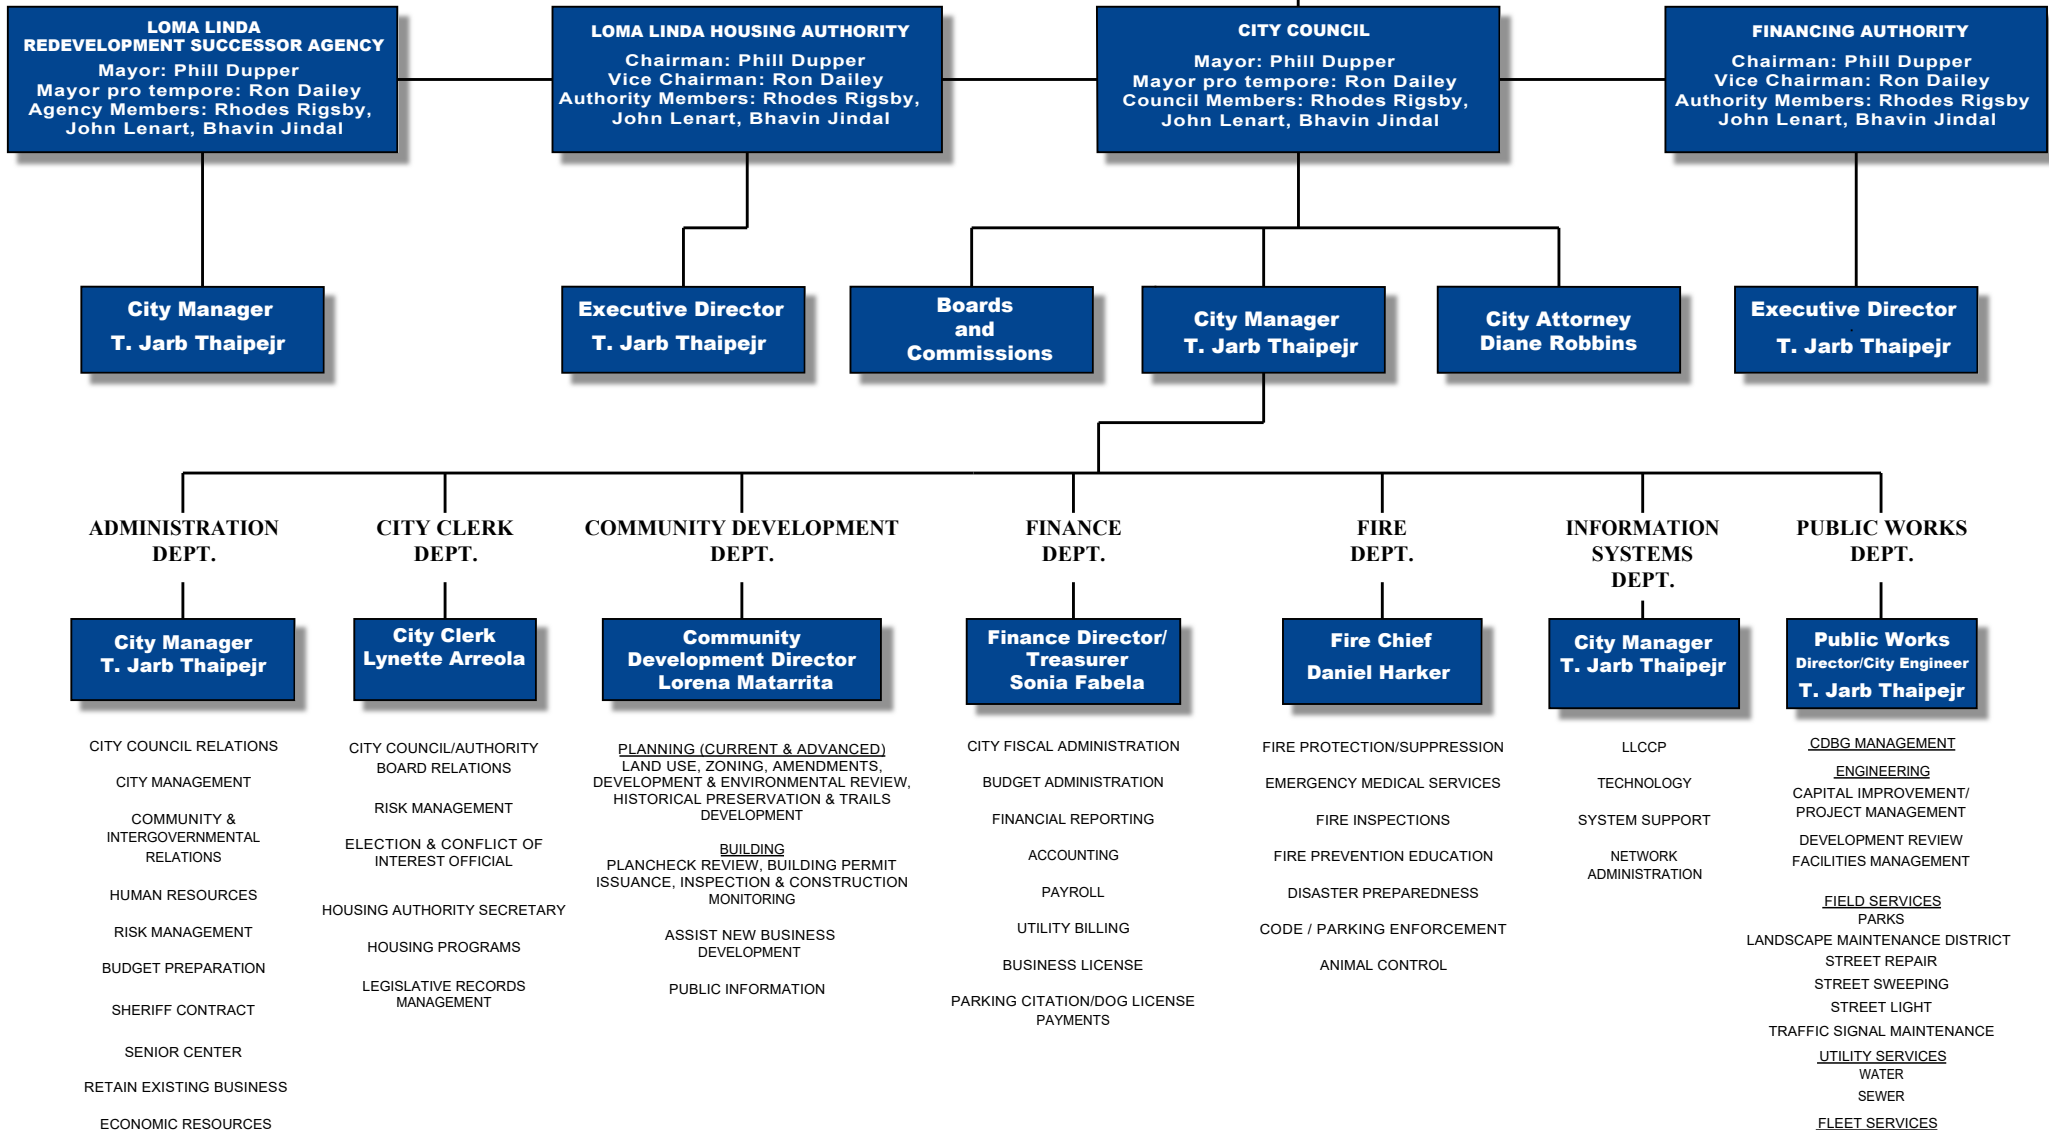 LOMA LINDA
REDEVELOPMENT SUCCESSOR AGENCY
Mayor: Phill Dupper
Mayor pro tempore: Ron Dailey
Agency Members: Rhodes Rigsby,
John Lenart, Bhavin Jindal
LOMA LINDA HOUSING AUTHORITY
Chairman: Phill Dupper
Vice Chairman: Ron Dailey
Authority Members: Rhodes Rigsby,
John Lenart, Bhavin Jindal
CITY COUNCIL
Mayor: Phill Dupper
Mayor pro tempore: Ron Dailey
Council Members: Rhodes Rigsby,
John Lenart, Bhavin Jindal
FINANCING AUTHORITY
Chairman: Phill Dupper
Vice Chairman: Ron Dailey
Authority Members: Rhodes Rigsby
John Lenart, Bhavin Jindal
City Manager
T. Jarb Thaipejr
Executive Director
T. Jarb Thaipejr
Boards
and
Commissions
City Manager
T. Jarb Thaipejr
City Attorney
Diane Robbins
Executive Director
T. Jarb Thaipejr
ADMINISTRATION
DEPT.
City Manager
T. Jarb Thaipejr
CITY COUNCIL RELATIONS
CITY MANAGEMENT
COMMUNITY &
INTERGOVERNMENTAL
RELATIONS
HUMAN RESOURCES
RISK MANAGEMENT
BUDGET PREPARATION
SHERIFF CONTRACT
SENIOR CENTER
RETAIN EXISTING BUSINESS
ECONOMIC RESOURCES
CITY CLERK
DEPT.
City Clerk
Lynette Arreola
CITY COUNCIL/AUTHORITY
BOARD RELATIONS
RISK MANAGEMENT
ELECTION & CONFLICT OF
INTEREST OFFICIAL
HOUSING AUTHORITY SECRETARY
HOUSING PROGRAMS
LEGISLATIVE RECORDS
MANAGEMENT
COMMUNITY DEVELOPMENT
DEPT.
Community
Development Director
Lorena Matarrita
PLANNING (CURRENT & ADVANCED)
LAND USE, ZONING, AMENDMENTS,
DEVELOPMENT & ENVIRONMENTAL REVIEW,
HISTORICAL PRESERVATION & TRAILS
DEVELOPMENT
BUILDING
PLANCHECK REVIEW, BUILDING PERMIT
ISSUANCE, INSPECTION & CONSTRUCTION
MONITORING
ASSIST NEW BUSINESS
DEVELOPMENT
PUBLIC INFORMATION
FINANCE
DEPT.
Finance Director/
Treasurer
Sonia Fabela
CITY FISCAL ADMINISTRATION
BUDGET ADMINISTRATION
FINANCIAL REPORTING
ACCOUNTING
PAYROLL
UTILITY BILLING
BUSINESS LICENSE
PARKING CITATION/DOG LICENSE
PAYMENTS
FIRE
DEPT.
Fire Chief
Daniel Harker
FIRE PROTECTION/SUPPRESSION
EMERGENCY MEDICAL SERVICES
FIRE INSPECTIONS
FIRE PREVENTION EDUCATION
DISASTER PREPAREDNESS
CODE / PARKING ENFORCEMENT
ANIMAL CONTROL
INFORMATION
SYSTEMS
DEPT.
City Manager
T. Jarb Thaipejr
LLCCP
TECHNOLOGY
SYSTEM SUPPORT
NETWORK
ADMINISTRATION
PUBLIC WORKS
DEPT.
Public Works
Director/City Engineer
T. Jarb Thaipejr
CDBG MANAGEMENT
ENGINEERING
CAPITAL IMPROVEMENT/
PROJECT MANAGEMENT
DEVELOPMENT REVIEW
FACILITIES MANAGEMENT
FIELD SERVICES
PARKS
LANDSCAPE MAINTENANCE DISTRICT
STREET REPAIR
STREET SWEEPING
STREET LIGHT
TRAFFIC SIGNAL MAINTENANCE
UTILITY SERVICES
WATER
SEWER
FLEET SERVICES